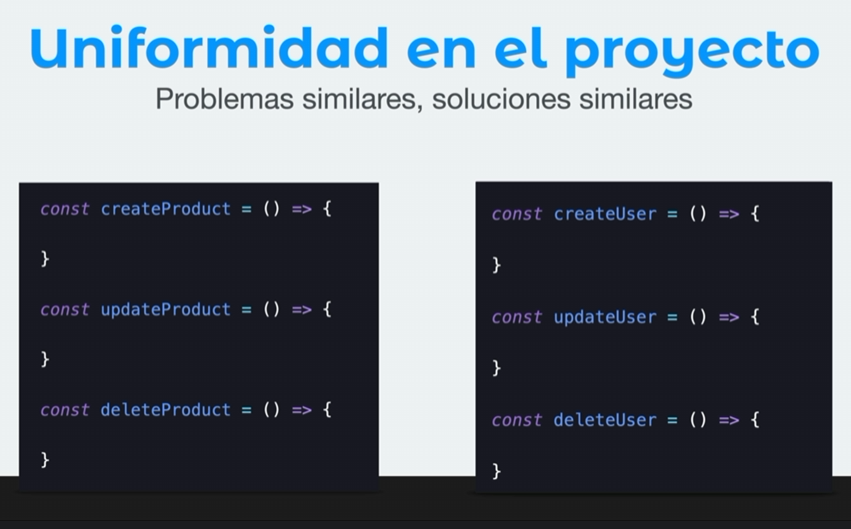 Uniformidad en el proyecto
Problemas similares, soluciones similares
const createProduct = () => {
}
const updateProduct = () => {
}
const deleteProduct = () => {
}
const createUser = () => {
}
const updateUser = () => {
}
const deleteUser = () => {
}